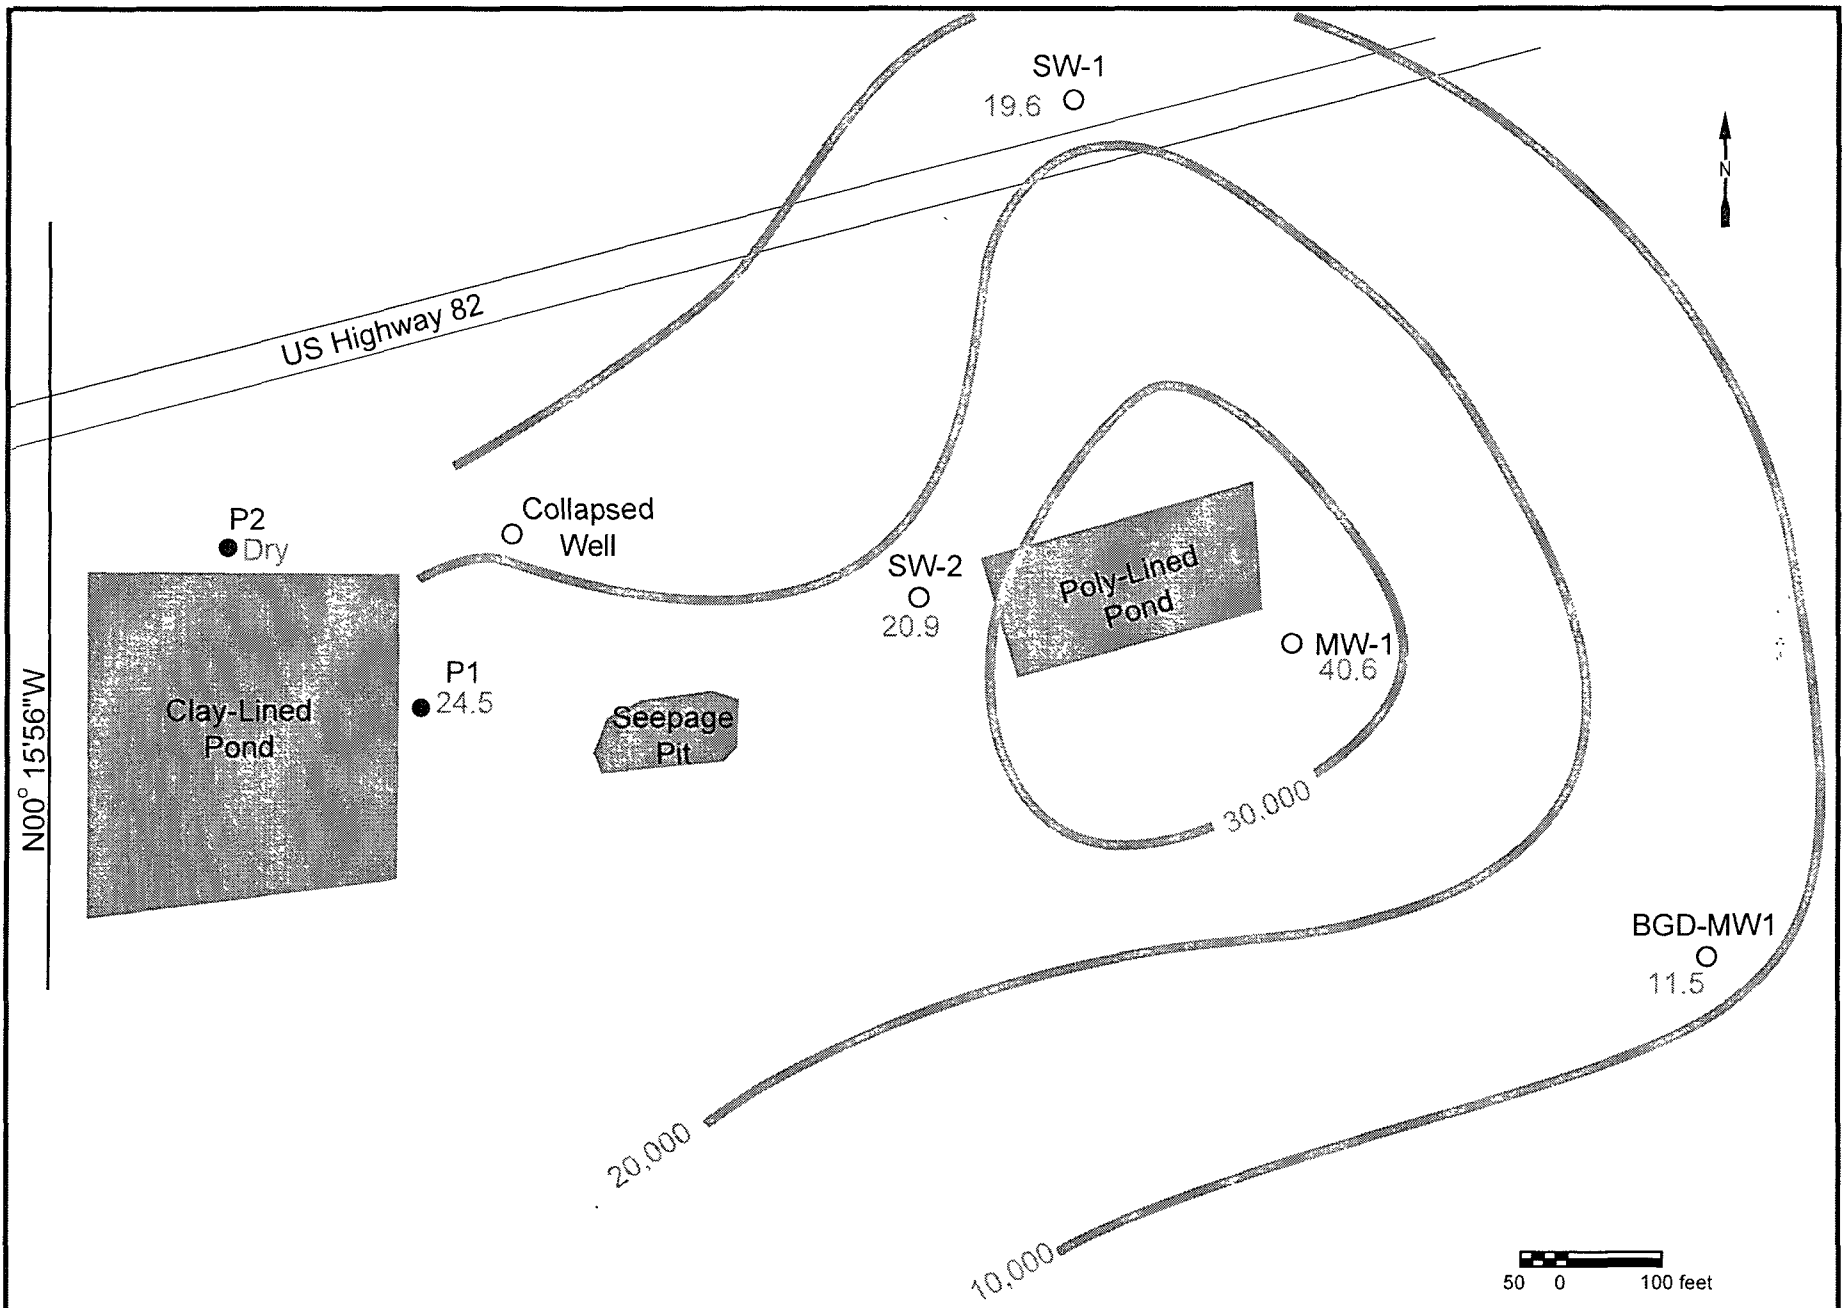 SW-1
19.6
N
US Highway 82
Collapsed
Well
P2
Dry
SW-2
20.9
Poly-Lined
Pond
MW-1
40.6
P1
24.5
Clay-Lined
Pond
Seepage
Pit
N00° 15'56"W
30,000
BGD-MW1
11.5
20,000
10,000
50 0 100 feet